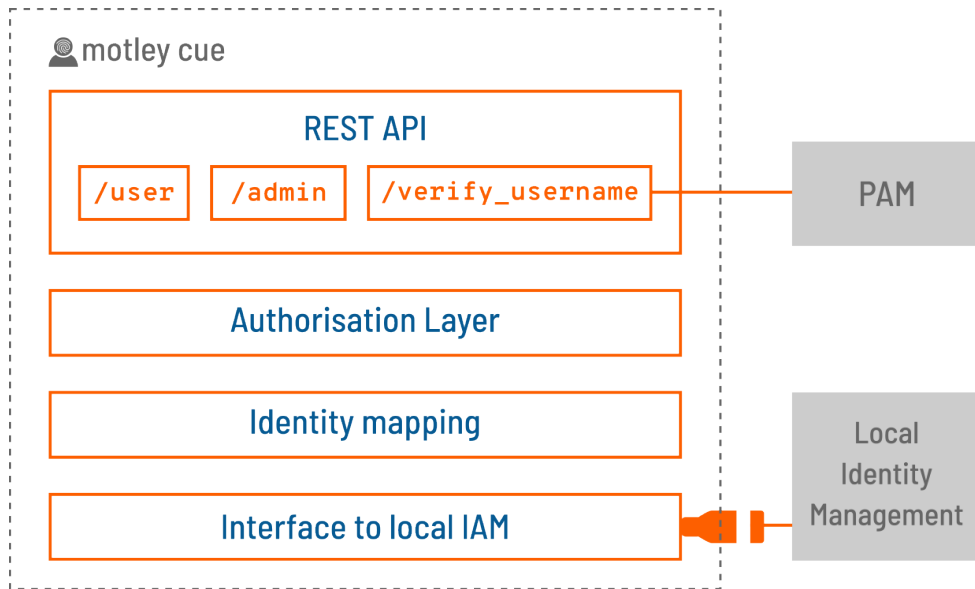 motley cue
REST API
/user
/admin
/verify_username
PAM
Authorisation Layer
Identity mapping
Interface to local IAM
Local
Identity
Management